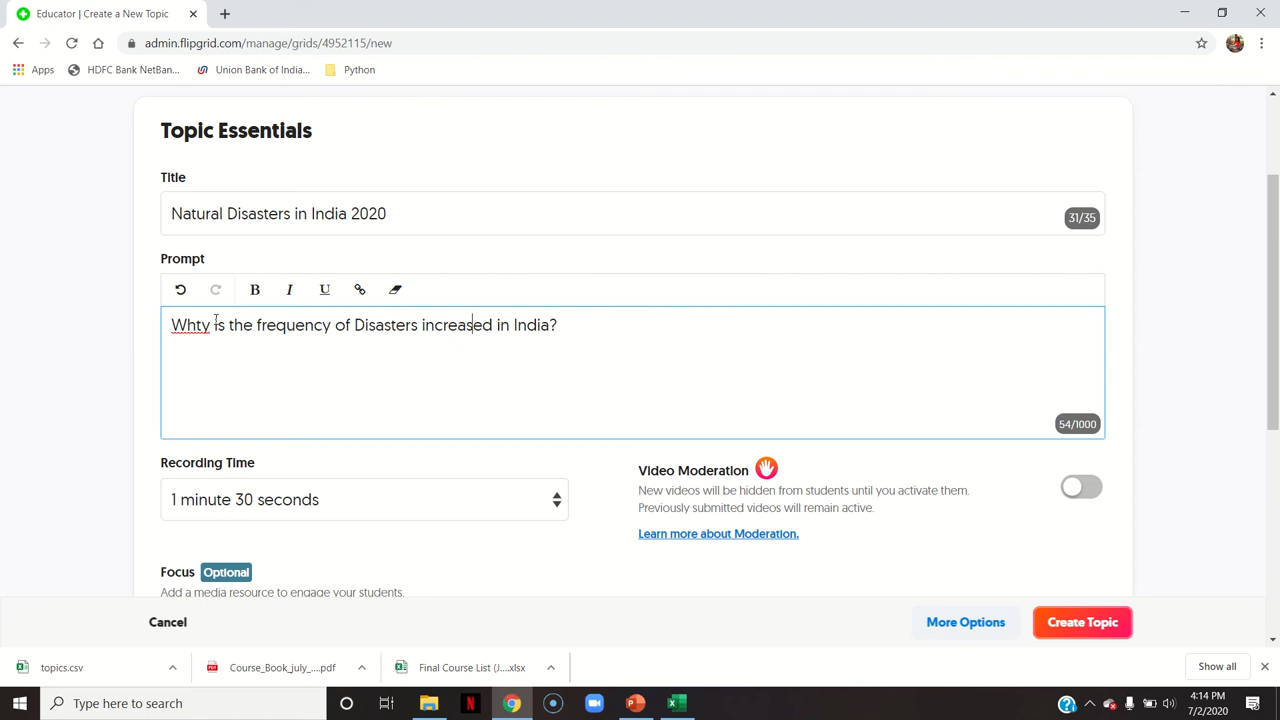 Educator | Create a New Topic
admin.flipgrid.com/manage/grids/4952115/new
Apps HDFC Bank NetBan... Union Bank of India... Python
Topic Essentials
Title
Natural Disasters in India 2020
31/35
Prompt
B I U
Whty is the frequency of Disasters increased in India?
54/1000
Recording Time
1 minute 30 seconds
Video Moderation
New videos will be hidden from students until you activate them.
Previously submitted videos will remain active.
Learn more about Moderation.
Focus Optional
Add a media resource to engage your students.
Cancel More Options Create Topic
topics.csv Course_Book_july_....pdf Final Course List (J....xlsx Show all
Type here to search
4:14 PM
7/2/2020